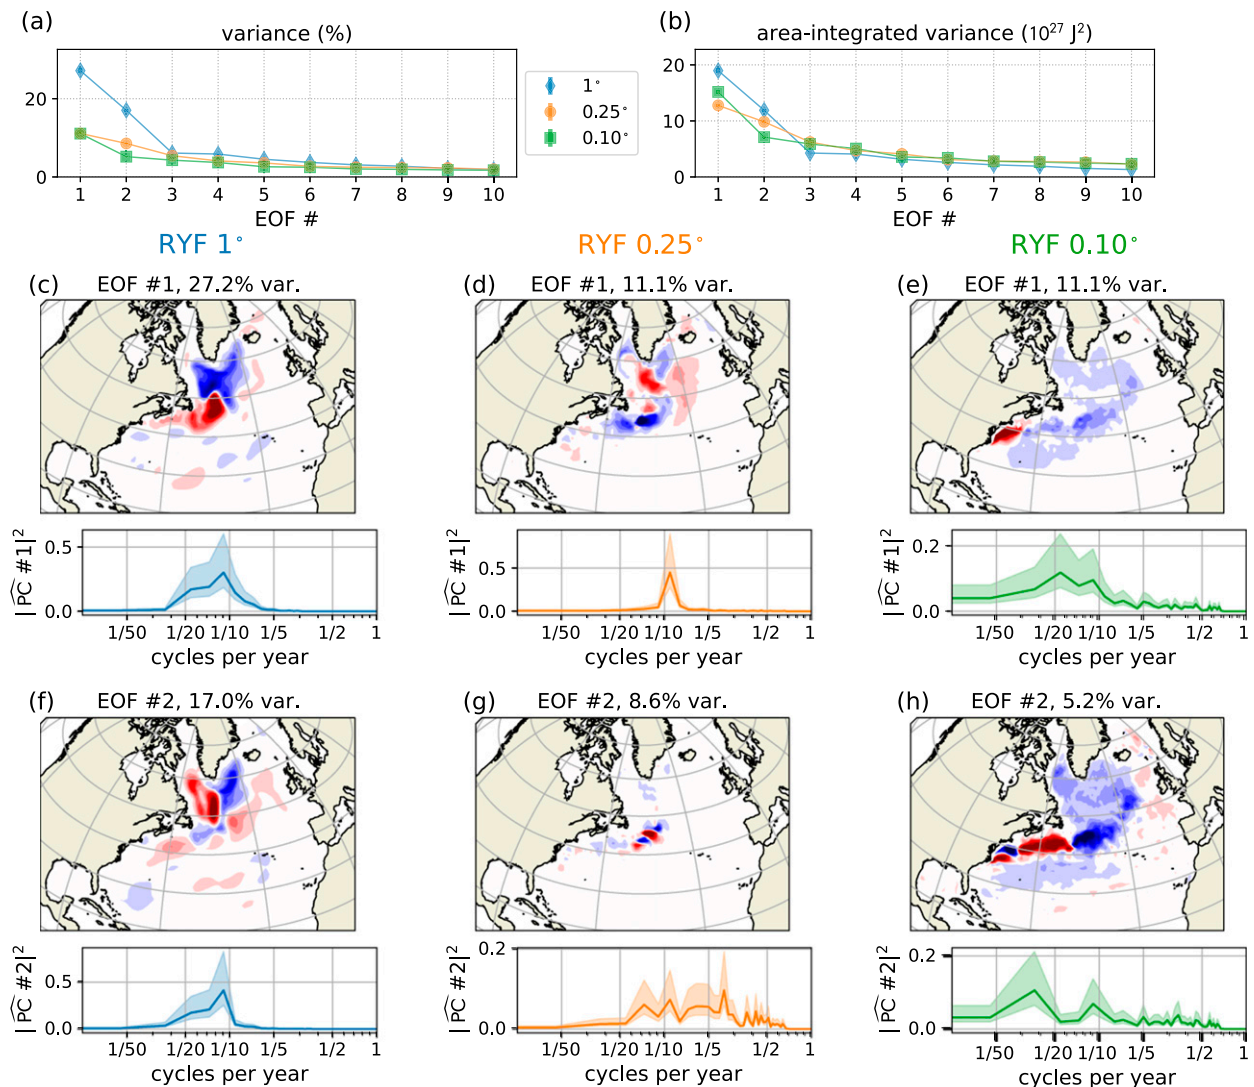 (a)
variance (%)
20
0
1 2 3 4 5 6 7 8 9 10
EOF #
1°
0.25°
0.10°
(b)
area-integrated variance (10²⁷ J²)
20
10
0
1 2 3 4 5 6 7 8 9 10
EOF #
RYF 1°
RYF 0.25°
RYF 0.10°
(c)
EOF #1, 27.2% var.
(d)
EOF #1, 11.1% var.
(e)
EOF #1, 11.1% var.
|PC #1|²
0.5
0.0
1/50 1/20 1/10 1/5 1/2 1
cycles per year
|PC #1|²
0.5
0.0
1/50 1/20 1/10 1/5 1/2 1
cycles per year
|PC #1|²
0.2
0.0
1/50 1/20 1/10 1/5 1/2 1
cycles per year
(f)
EOF #2, 17.0% var.
(g)
EOF #2, 8.6% var.
(h)
EOF #2, 5.2% var.
|PC #2|²
0.5
0.0
1/50 1/20 1/10 1/5 1/2 1
cycles per year
|PC #2|²
0.2
0.0
1/50 1/20 1/10 1/5 1/2 1
cycles per year
|PC #2|²
0.2
0.0
1/50 1/20 1/10 1/5 1/2 1
cycles per year